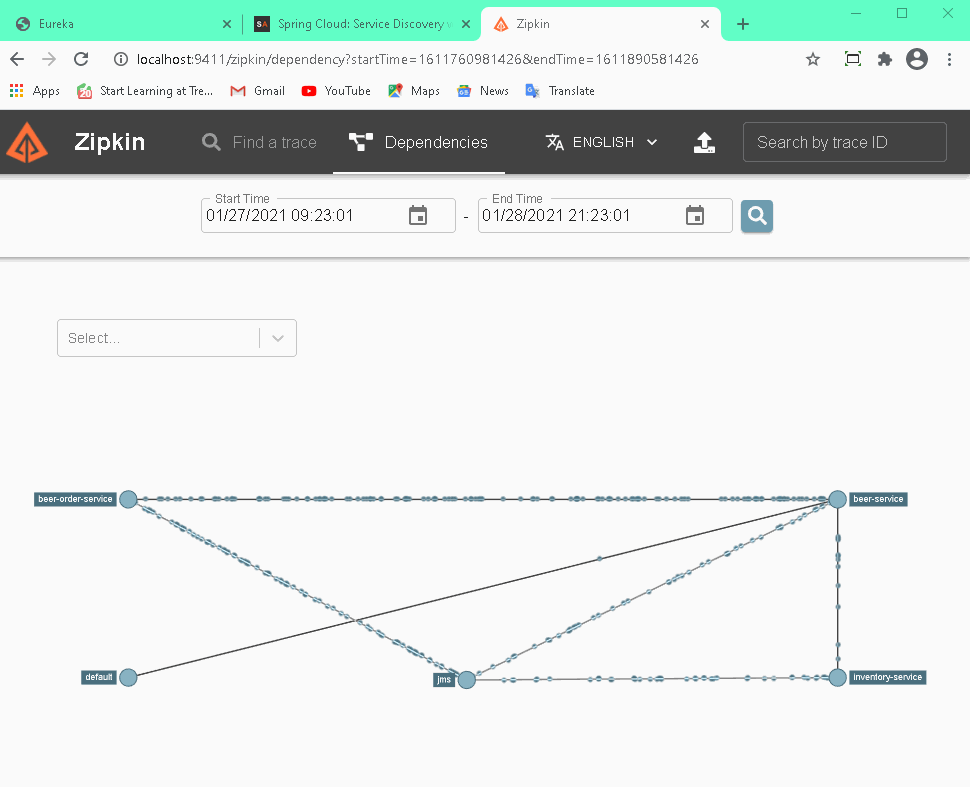 Eureka
Spring Cloud: Service Discovery
Zipkin
localhost:9411/zipkin/dependency?startTime=1611760981426&endTime=1611890581426
Apps
Start Learning at Tre...
Gmail
YouTube
Maps
News
Translate
Zipkin
Find a trace
Dependencies
ENGLISH
Search by trace ID
Start Time
01/27/2021 09:23:01
-
End Time
01/28/2021 21:23:01
Select...
beer-order-service
beer-service
default
jms
inventory-service